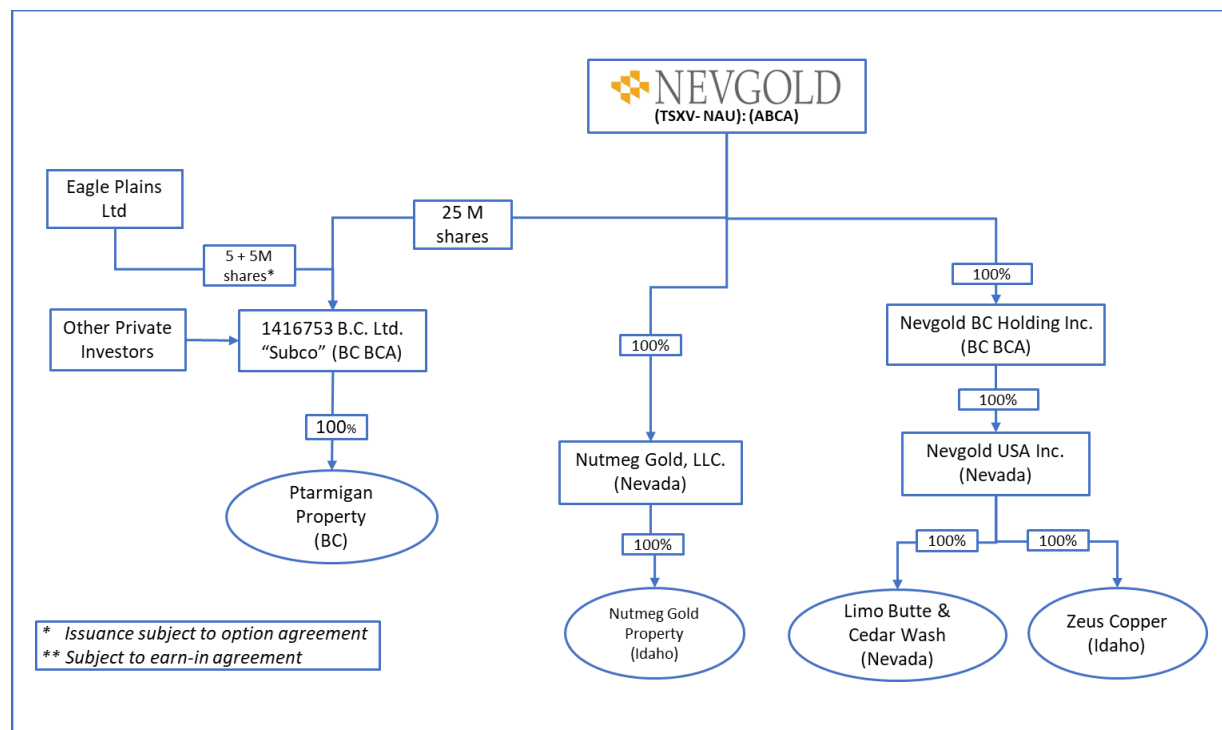 NEVGOLD
(TSXV- NAU): (ABCA)
Eagle Plains
Ltd
25 M
shares
5 + 5M
shares*
100%
Other Private
Investors
1416753 B.C. Ltd.
“Subco” (BC BCA)
Nevgold BC Holding Inc.
(BC BCA)
100%
100%
100%
Nutmeg Gold, LLC.
(Nevada)
Nevgold USA Inc.
(Nevada)
Ptarmigan
Property
(BC)
100%
100%
100%
Nutmeg Gold
Property
(Idaho)
Limo Butte &
Cedar Wash
(Nevada)
Zeus Copper
(Idaho)
* Issuance subject to option agreement
** Subject to earn-in agreement